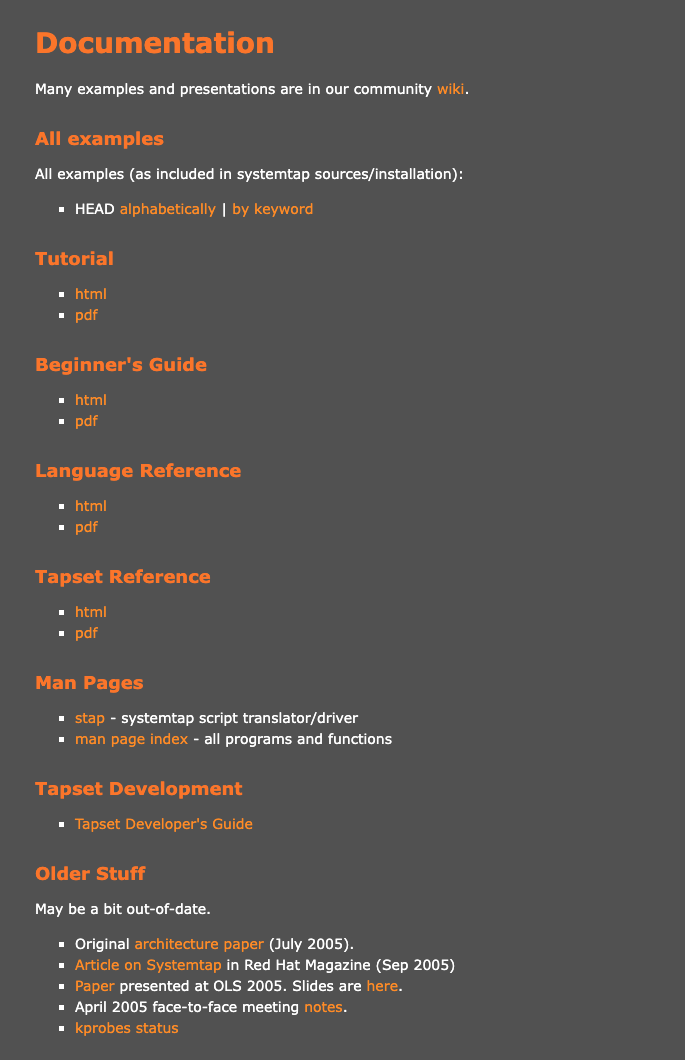 Documentation
Many examples and presentations are in our community wiki.
All examples
All examples (as included in systemtap sources/installation):
HEAD alphabetically | by keyword
Tutorial
html
pdf
Beginner's Guide
html
pdf
Language Reference
html
pdf
Tapset Reference
html
pdf
Man Pages
stap - systemtap script translator/driver
man page index - all programs and functions
Tapset Development
Tapset Developer's Guide
Older Stuff
May be a bit out-of-date.
Original architecture paper (July 2005).
Article on Systemtap in Red Hat Magazine (Sep 2005)
Paper presented at OLS 2005. Slides are here.
April 2005 face-to-face meeting notes.
kprobes status